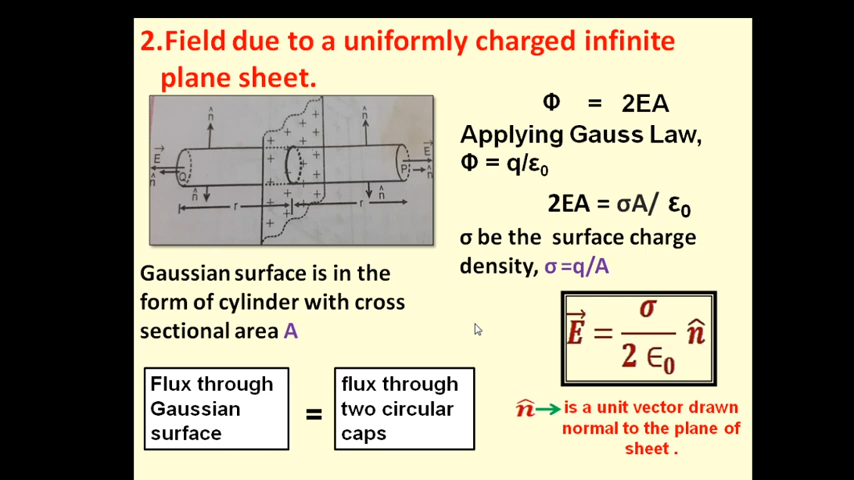 2.Field due to a uniformly charged infinite
plane sheet.
n̂ n̂
E⃗ E⃗
Q P
n̂ n̂
n̂ n̂
r r
Gaussian surface is in the
form of cylinder with cross
sectional area A
Flux through
Gaussian
surface
=
flux through
two circular
caps
Φ = 2EA
Applying Gauss Law,
Φ = q/ε₀
2EA = σA/ ε₀
σ be the surface charge
density, σ=q/A
E⃗ = σ / 2 ∈₀ n̂
n̂ → is a unit vector drawn
normal to the plane of
sheet .